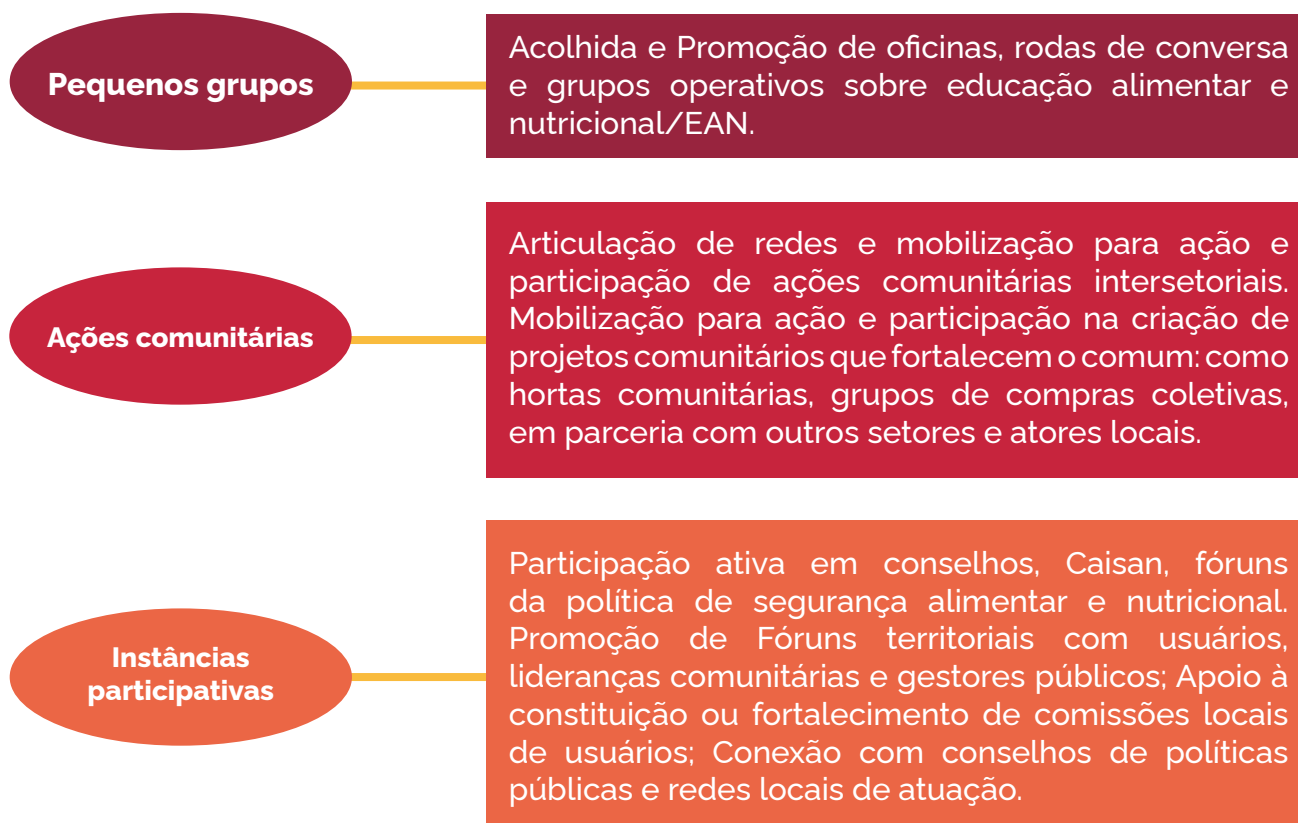 Pequenos grupos
Acolhida e Promoção de oficinas, rodas de conversa
e grupos operativos sobre educação alimentar e
nutricional/EAN.
Ações comunitárias
Articulação de redes e mobilização para ação e
participação de ações comunitárias intersetoriais.
Mobilização para ação e participação na criação de
projetos comunitários que fortalecem o comum: como
hortas comunitárias, grupos de compras coletivas,
em parceria com outros setores e atores locais.
Instâncias
participativas
Participação ativa em conselhos, Caisan, fóruns
da política de segurança alimentar e nutricional.
Promoção de Fóruns territoriais com usuários,
lideranças comunitárias e gestores públicos; Apoio à
constituição ou fortalecimento de comissões locais
de usuários; Conexão com conselhos de políticas
públicas e redes locais de atuação.